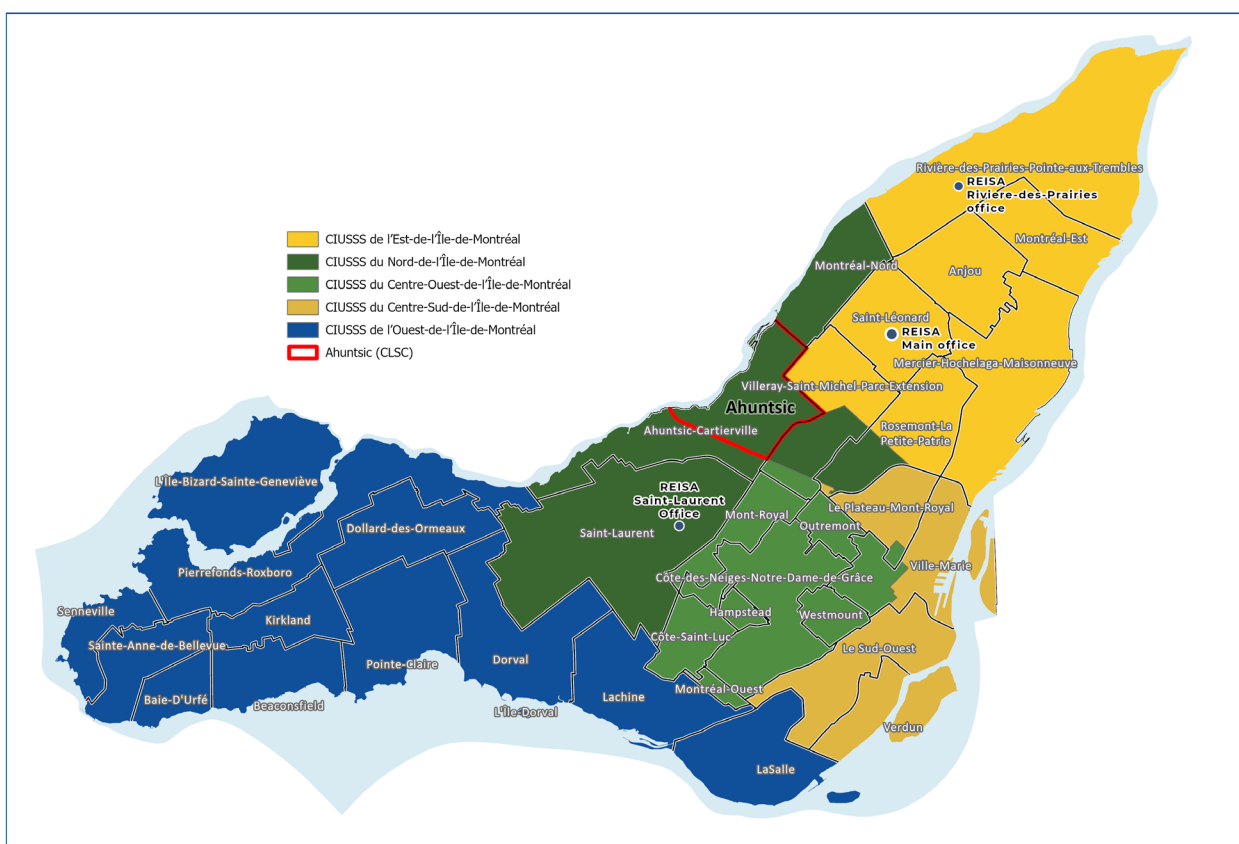 Rivière-des-Prairies-Pointe-aux-Trembles
REISA
Riviere-des-Prairies
office
Montréal-Est
CIUSSS de l'Est-de-l'Île-de-Montréal
CIUSSS du Nord-de-l'Île-de-Montréal
CIUSSS du Centre-Ouest-de-l'Île-de-Montréal
CIUSSS du Centre-Sud-de-l'Île-de-Montréal
CIUSSS de l'Ouest-de-l'Île-de-Montréal
Ahuntsic (CLSC)
Montréal-Nord
Anjou
Saint-Léonard
REISA
Main office
Mercier-Hochelaga-Maisonneuve
Villeray-Saint-Michel-Parc-Extension
Ahuntsic
Ahuntsic-Cartierville
Rosemont-La
Petite-Patrie
L'Île-Bizard-Sainte-Geneviève
REISA
Saint-Laurent
Office
Mont-Royal
Le Plateau-Mont-Royal
Dollard-des-Ormeaux
Saint-Laurent
Outremont
Ville-Marie
Pierrefonds-Roxboro
Côte-des-Neiges-Notre-Dame-de-Grâce
Senneville
Kirkland
Hampstead
Westmount
Sainte-Anne-de-Bellevue
Côte-Saint-Luc
Le Sud-Ouest
Pointe-Claire
Dorval
Montréal-Ouest
Baie-D'Urfé
Beaconsfield
L'Île-Dorval
Lachine
Verdun
LaSalle